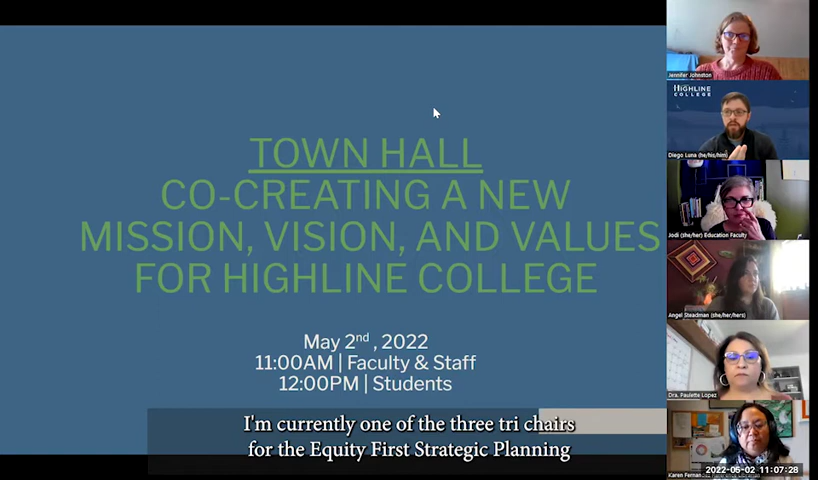 TOWN HALL
CO-CREATING A NEW
MISSION, VISION, AND VALUES
FOR HIGHLINE COLLEGE
May 2nd , 2022
11:00AM | Faculty & Staff
12:00PM | Students
I'm currently one of the three tri chairs
for the Equity First Strategic Planning
Jennifer Johnston
HIGHLINE
COLLEGE
Diego Luna (he/his/him)
Jodi (she/her) Education Faculty
Angel Steadman (she/her/hers)
Dra. Paulette Lopez
Karen
2022-05-02 11:07:28